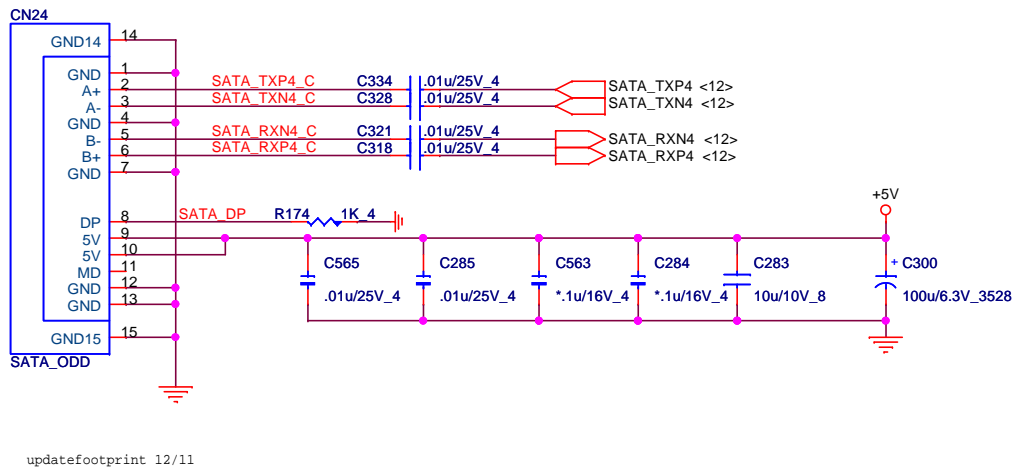 CN24
GND14 14
GND 1
A+ 2 SATA_TXP4_C C334 .01u/25V_4 SATA_TXP4 <12>
A- 3 SATA_TXN4_C C328 .01u/25V_4 SATA_TXN4 <12>
GND 4
B- 5 SATA_RXN4_C C321 .01u/25V_4 SATA_RXN4 <12>
B+ 6 SATA_RXP4_C C318 .01u/25V_4 SATA_RXP4 <12>
GND 7
+5V
DP 8 SATA_DP R174 1K_4
5V 9
5V 10
MD 11
GND 12
GND 13
C565 C285 C563 C284 C283 + C300
.01u/25V_4 .01u/25V_4 *.1u/16V_4 *.1u/16V_4 10u/10V_8 100u/6.3V_3528
GND15 15
SATA_ODD
updatefootprint 12/11